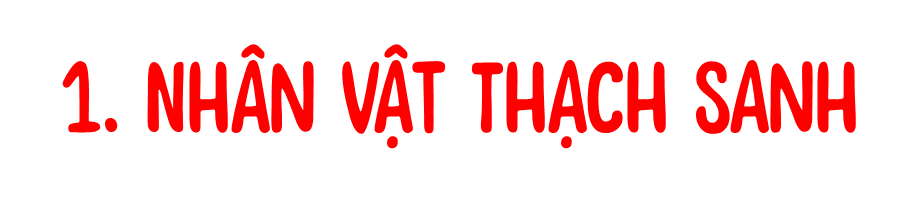 1. NHÂN VẬT THẠCH SANH